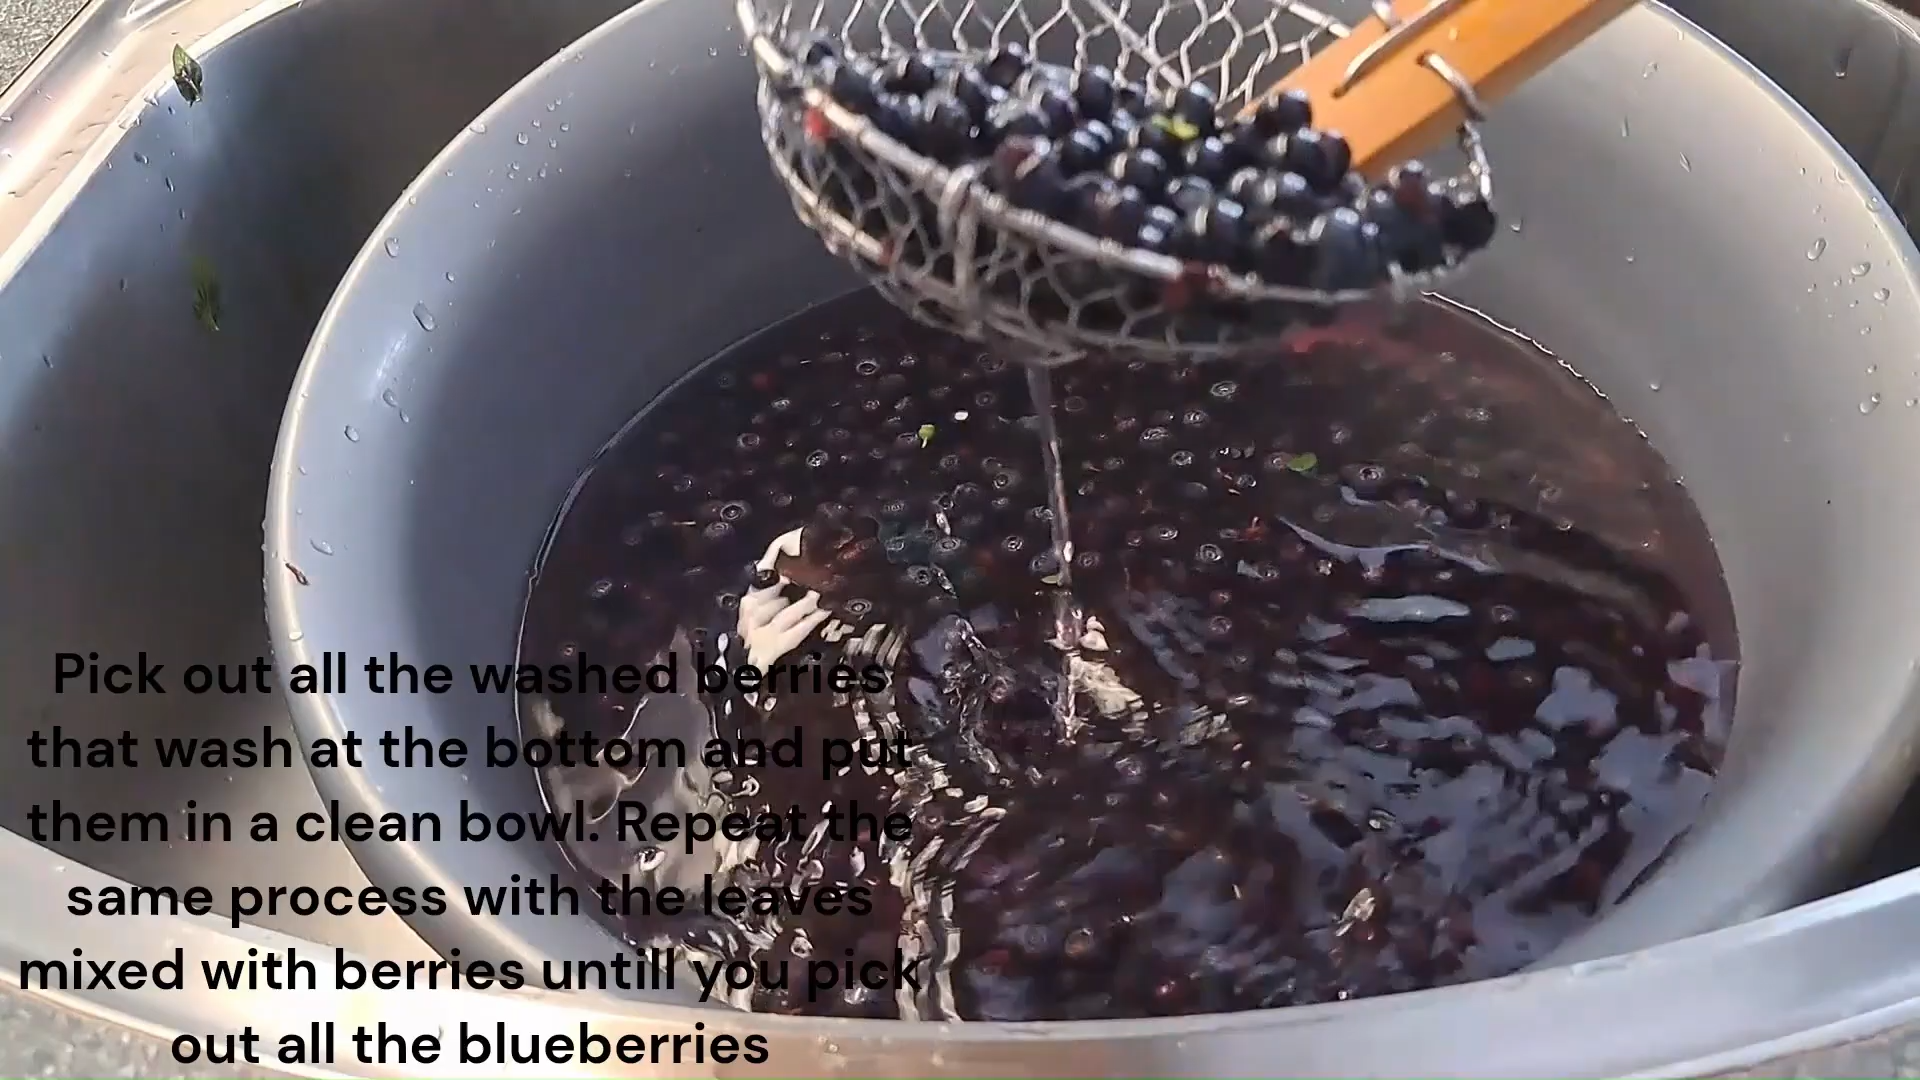 Pick out all the washed berries
that wash at the bottom and put
them in a clean bowl. Repeat the
same process with the leaves
mixed with berries untill you pick
out all the blueberries